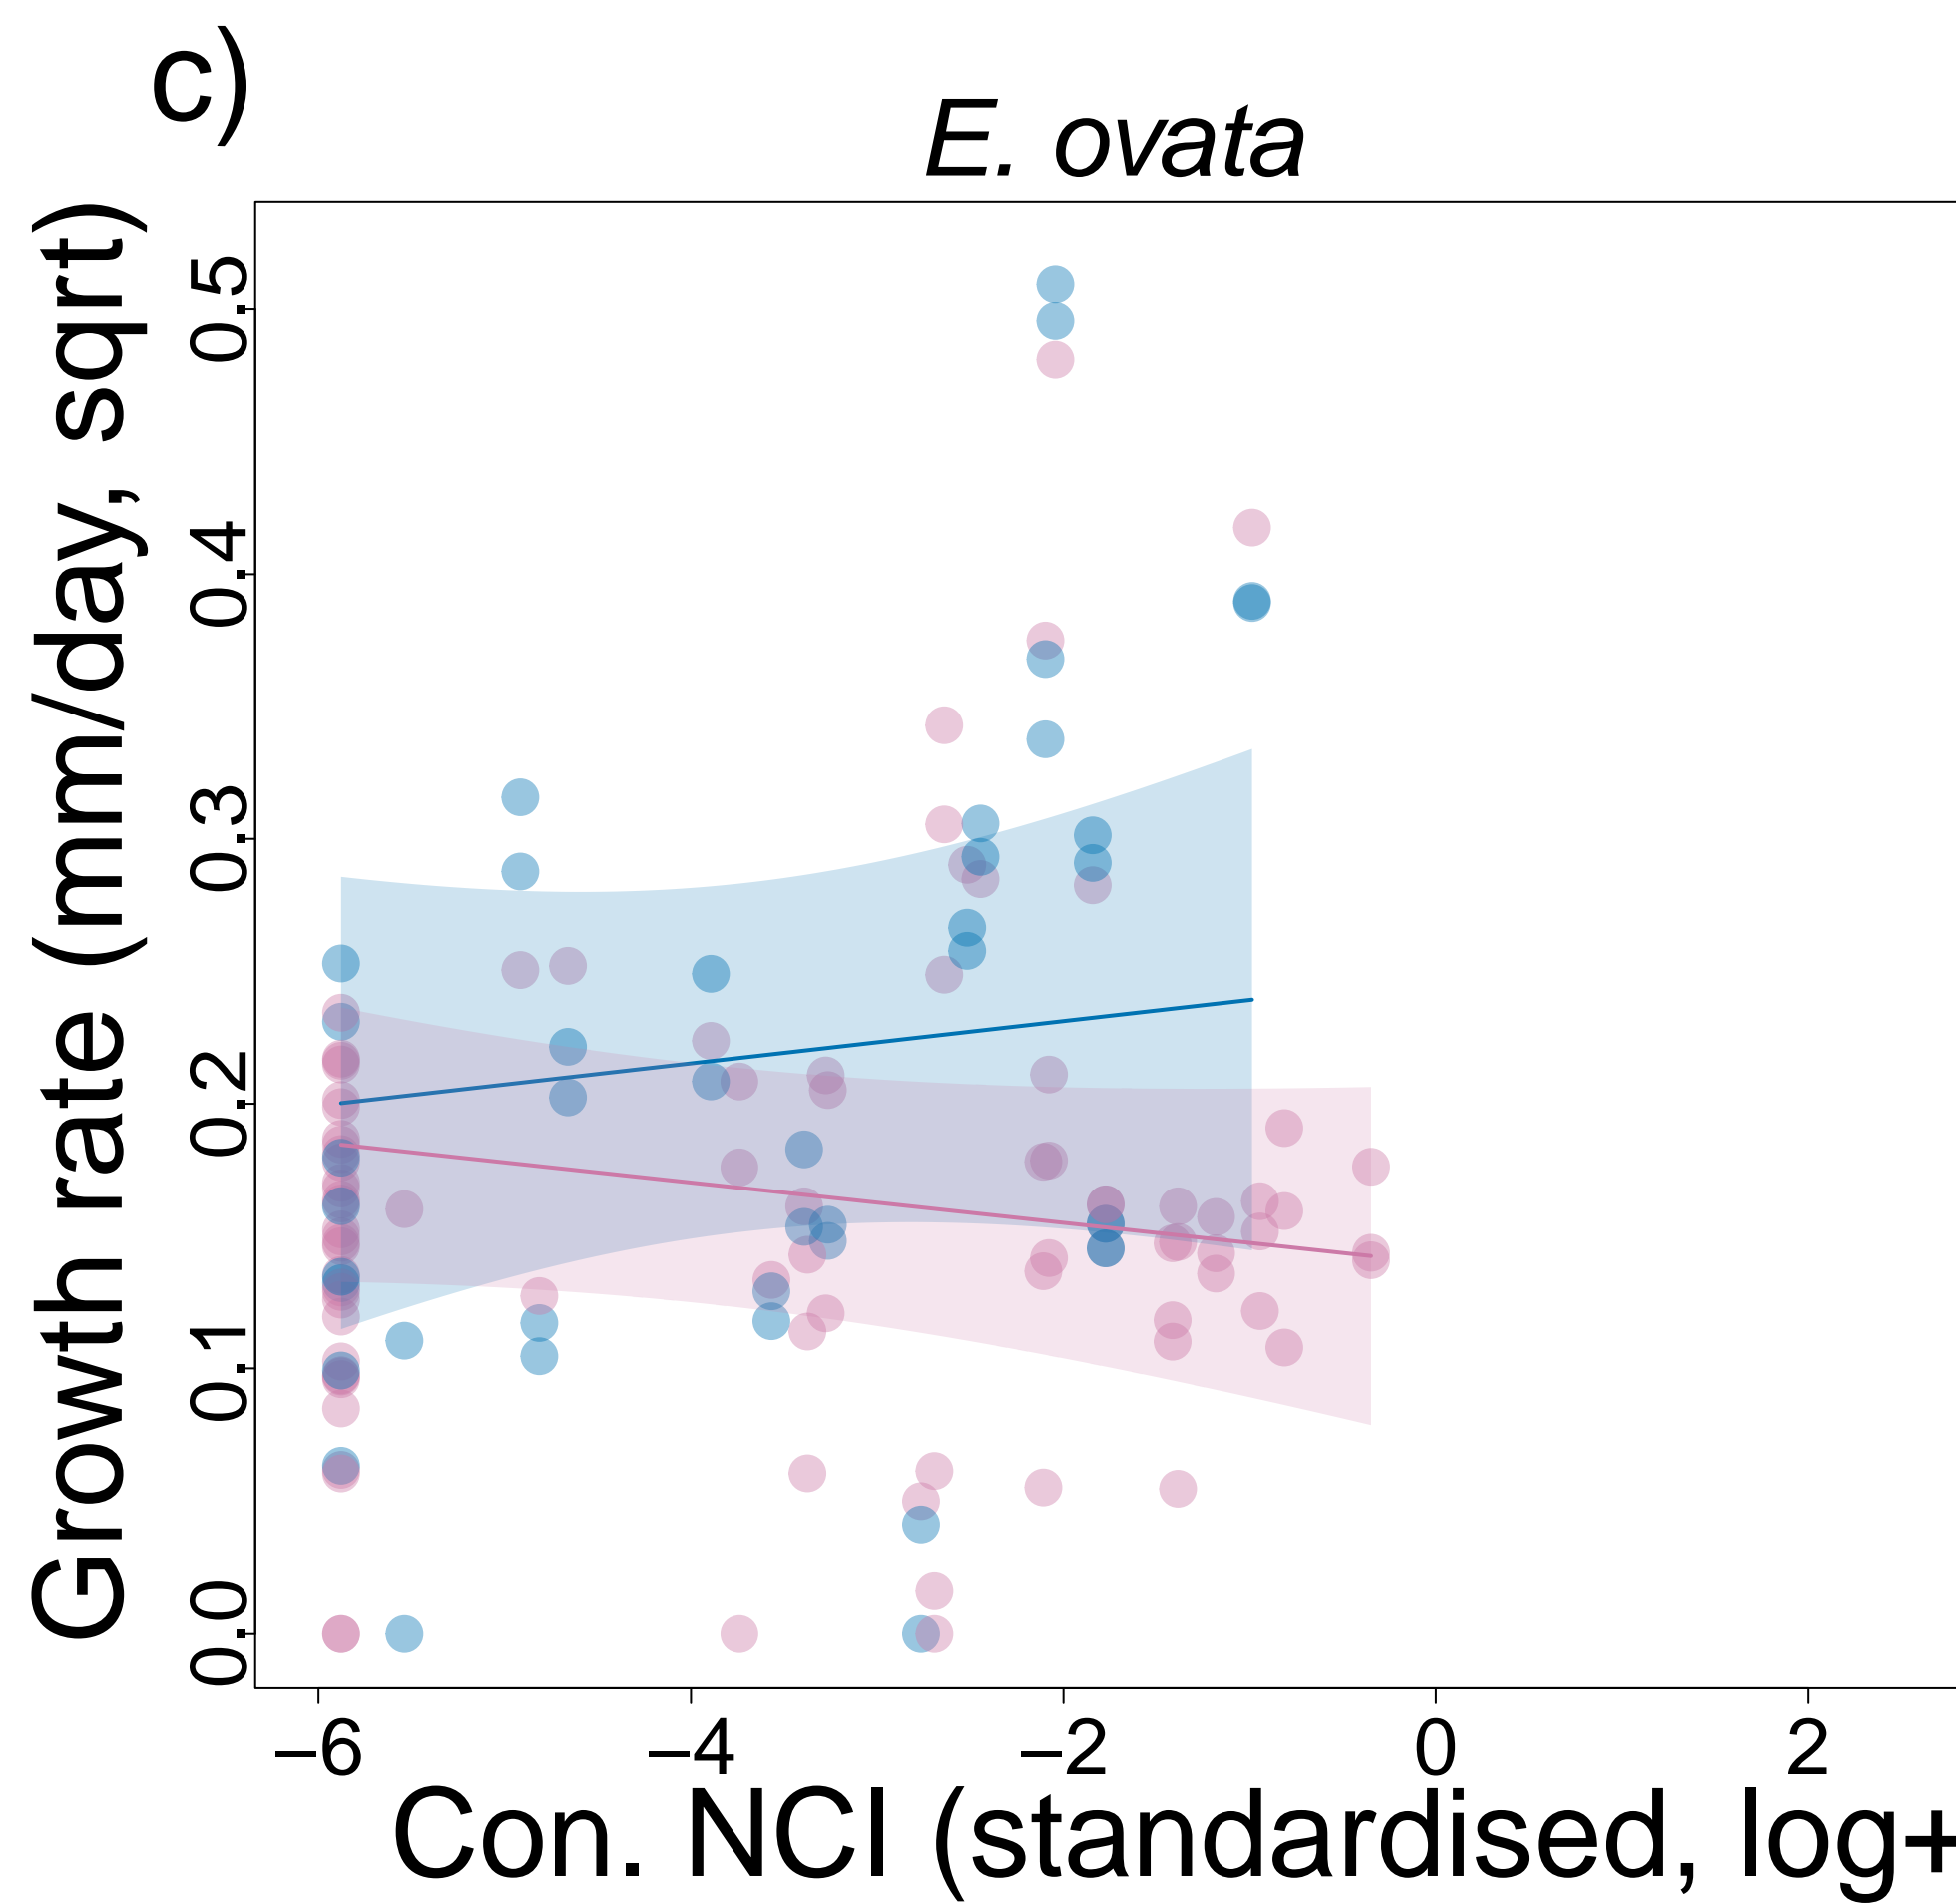 c)
E. ovata
Growth rate (mm/day, sqrt)
0.5
0.4
0.3
0.2
0.1
0.0
−6 −4 −2 0 2
Con. NCI (standardised, log+